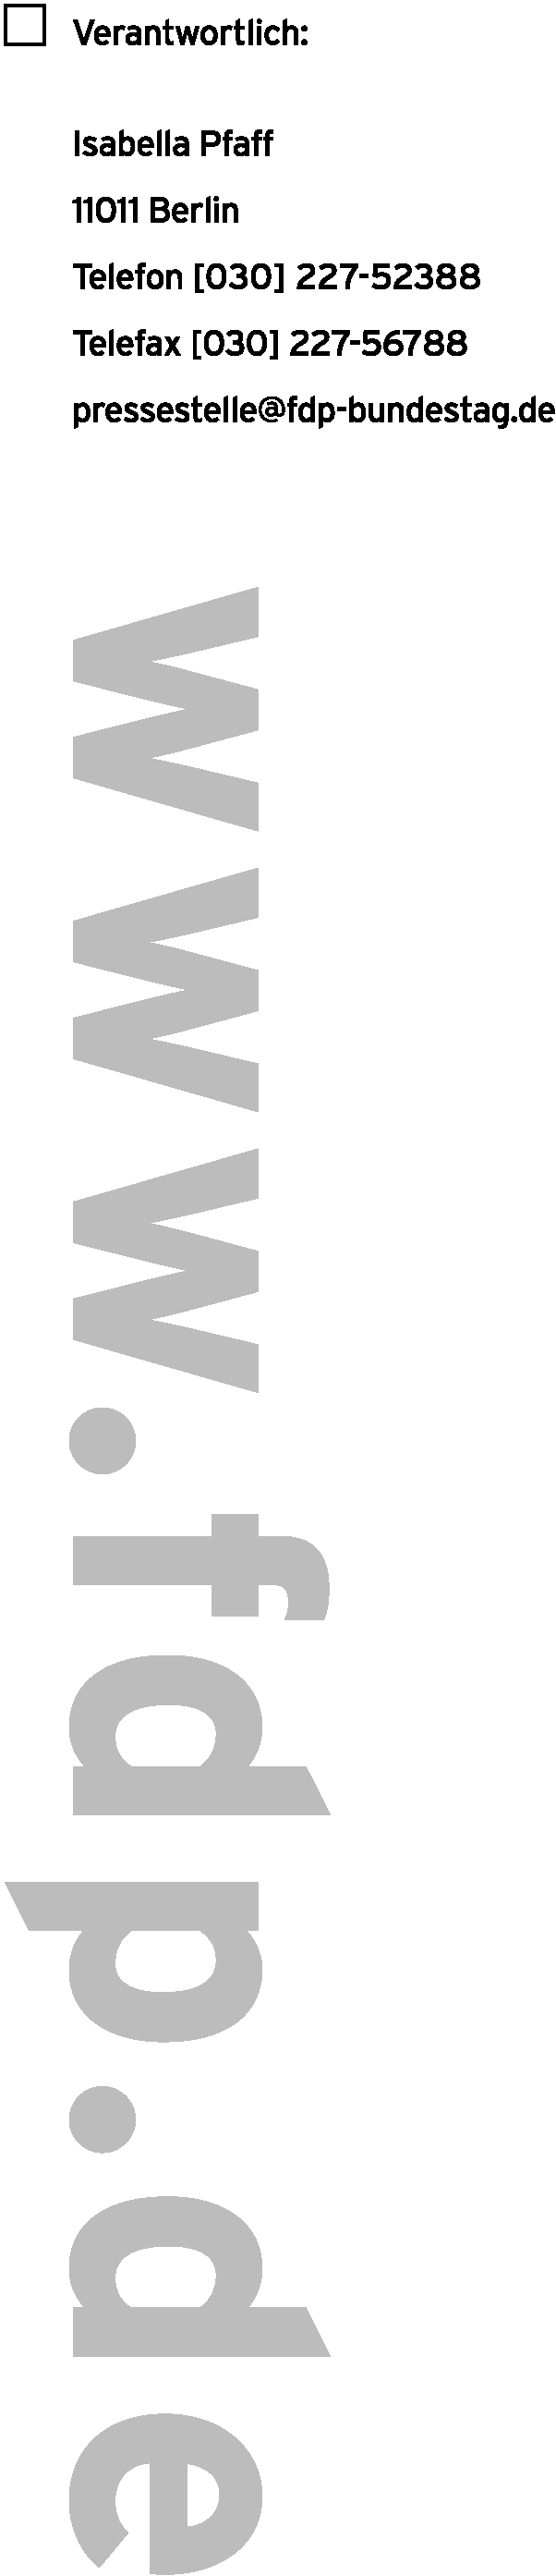 Verantwortlich:
Isabella Pfaff
11011 Berlin
Telefon [030] 227-52388
Telefax [030] 227-56788
pressestelle@fdp-bundestag.de
www.fdp.de